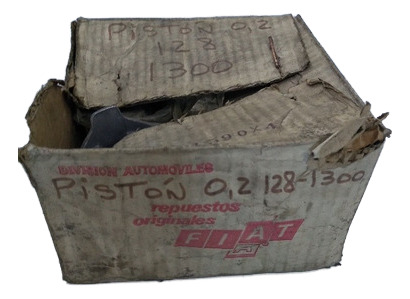 PISTON 0,2
128
1300
DIVISION AUTOMOVILES
PISTON 0,2 128-1300
repuestos
originales
FIAT